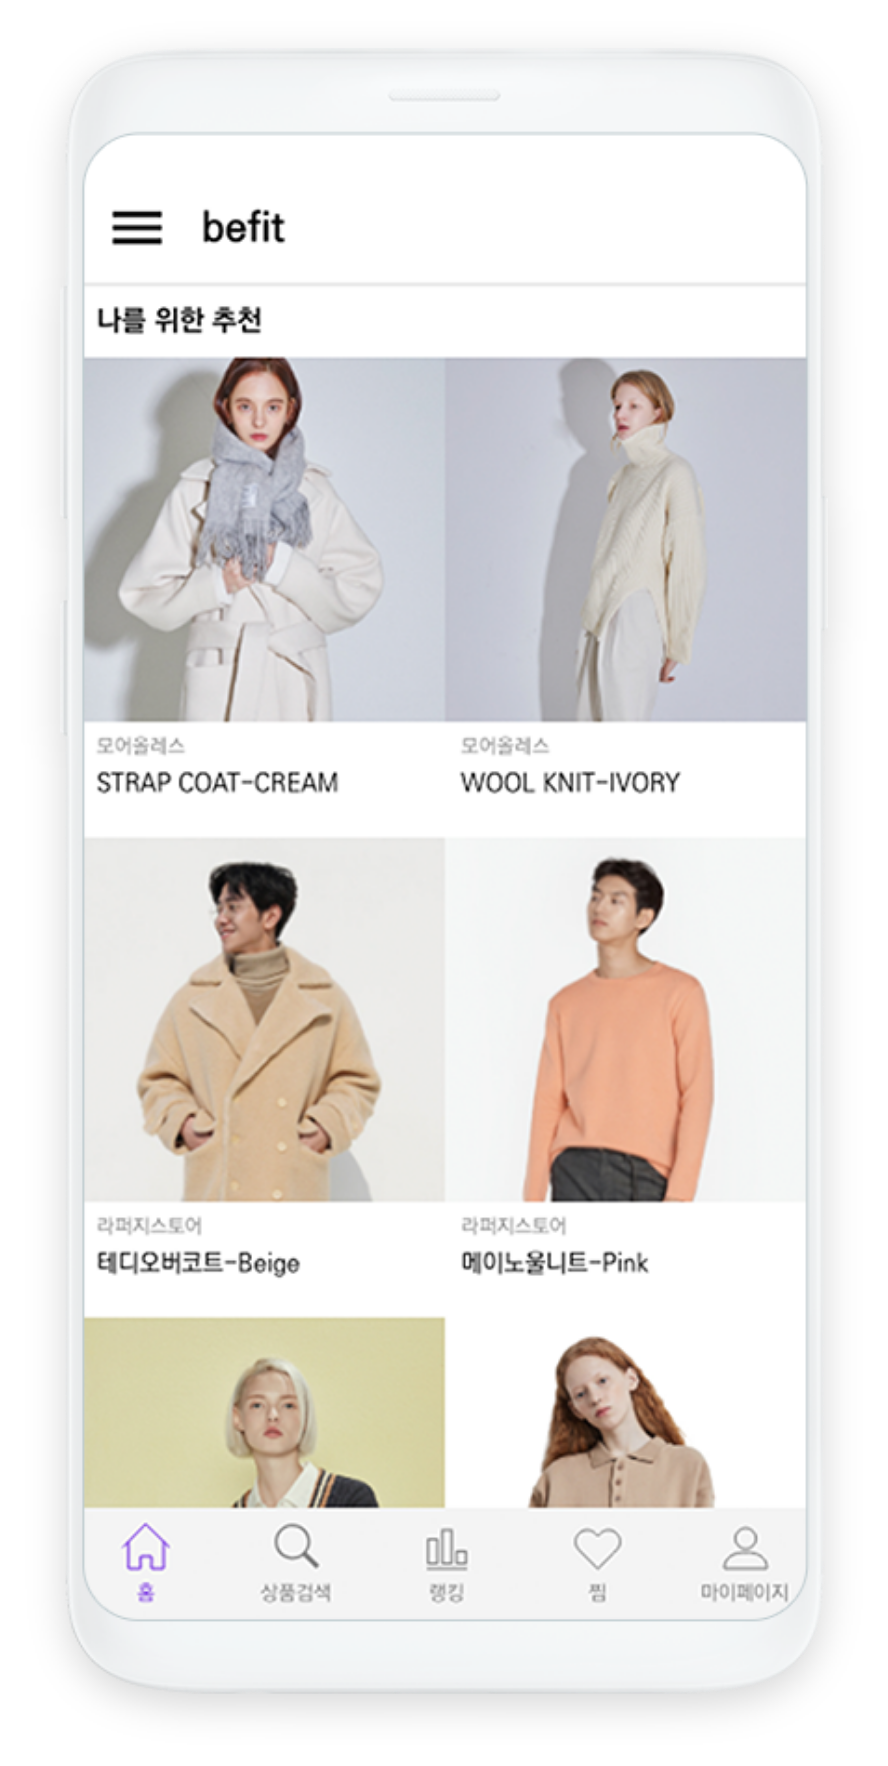 befit
나를 위한 추천
모어올레스
모어올레스
STRAP COAT-CREAM
WOOL KNIT-IVORY
라퍼지스토어
라퍼지스토어
테디오버코트-Beige
메이노울니트-Pink
홈
상품검색
랭킹
찜
마이페이지